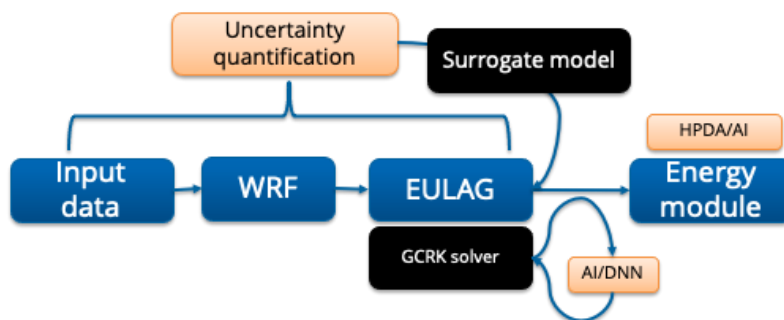 Uncertainty
quantification
Surrogate model
HPDA/AI
Input
data
WRF
EULAG
Energy
module
GCRK solver
AI/DNN